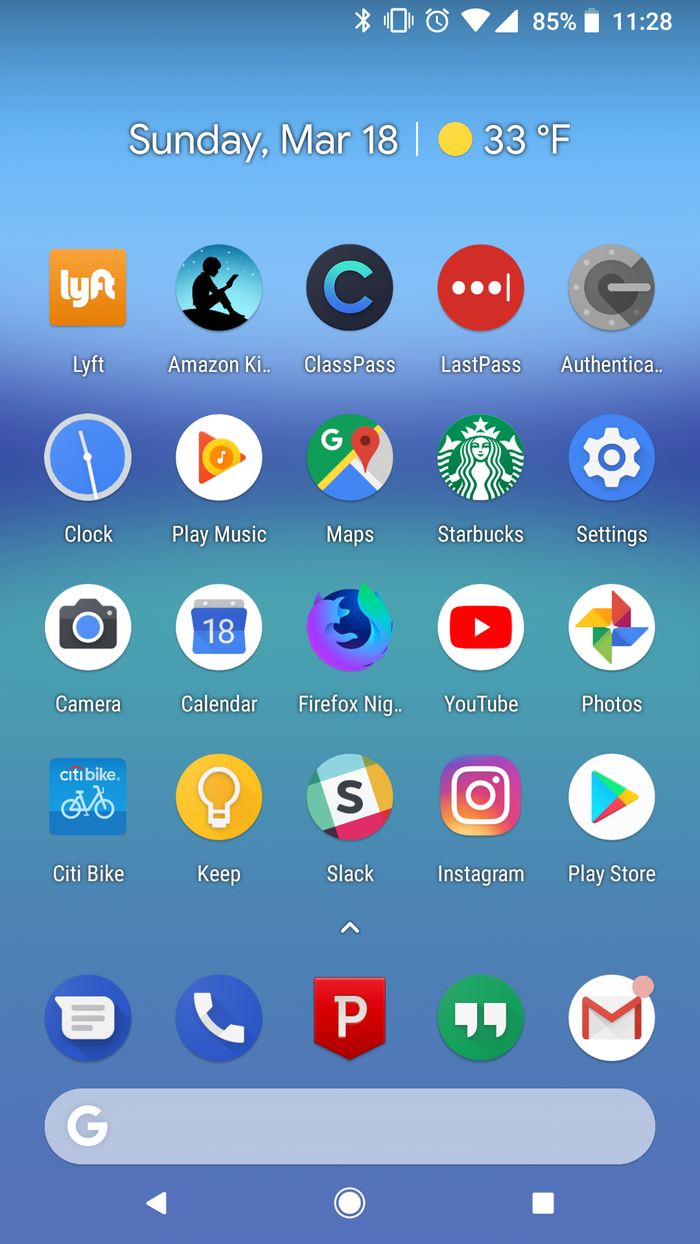 85% 11:28
Sunday, Mar 18 | 33 °F
lyft
Lyft Amazon Ki.. ClassPass LastPass Authentica..
G
Clock Play Music Maps Starbucks Settings
18
Camera Calendar Firefox Nig.. YouTube Photos
citibike.
S
Citi Bike Keep Slack Instagram Play Store
P
G